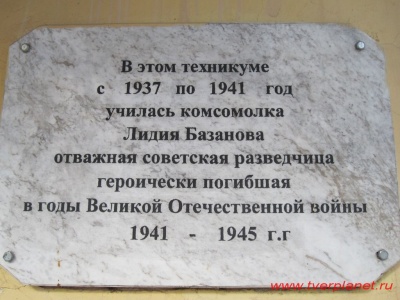 В этом техникуме
с 1937 по 1941 год
училась комсомолка
Лидия Базанова
отважная советская разведчица
героически погибшая
в годы Великой Отечественной войны
1941 - 1945 г.г
www.tverplanet.ru